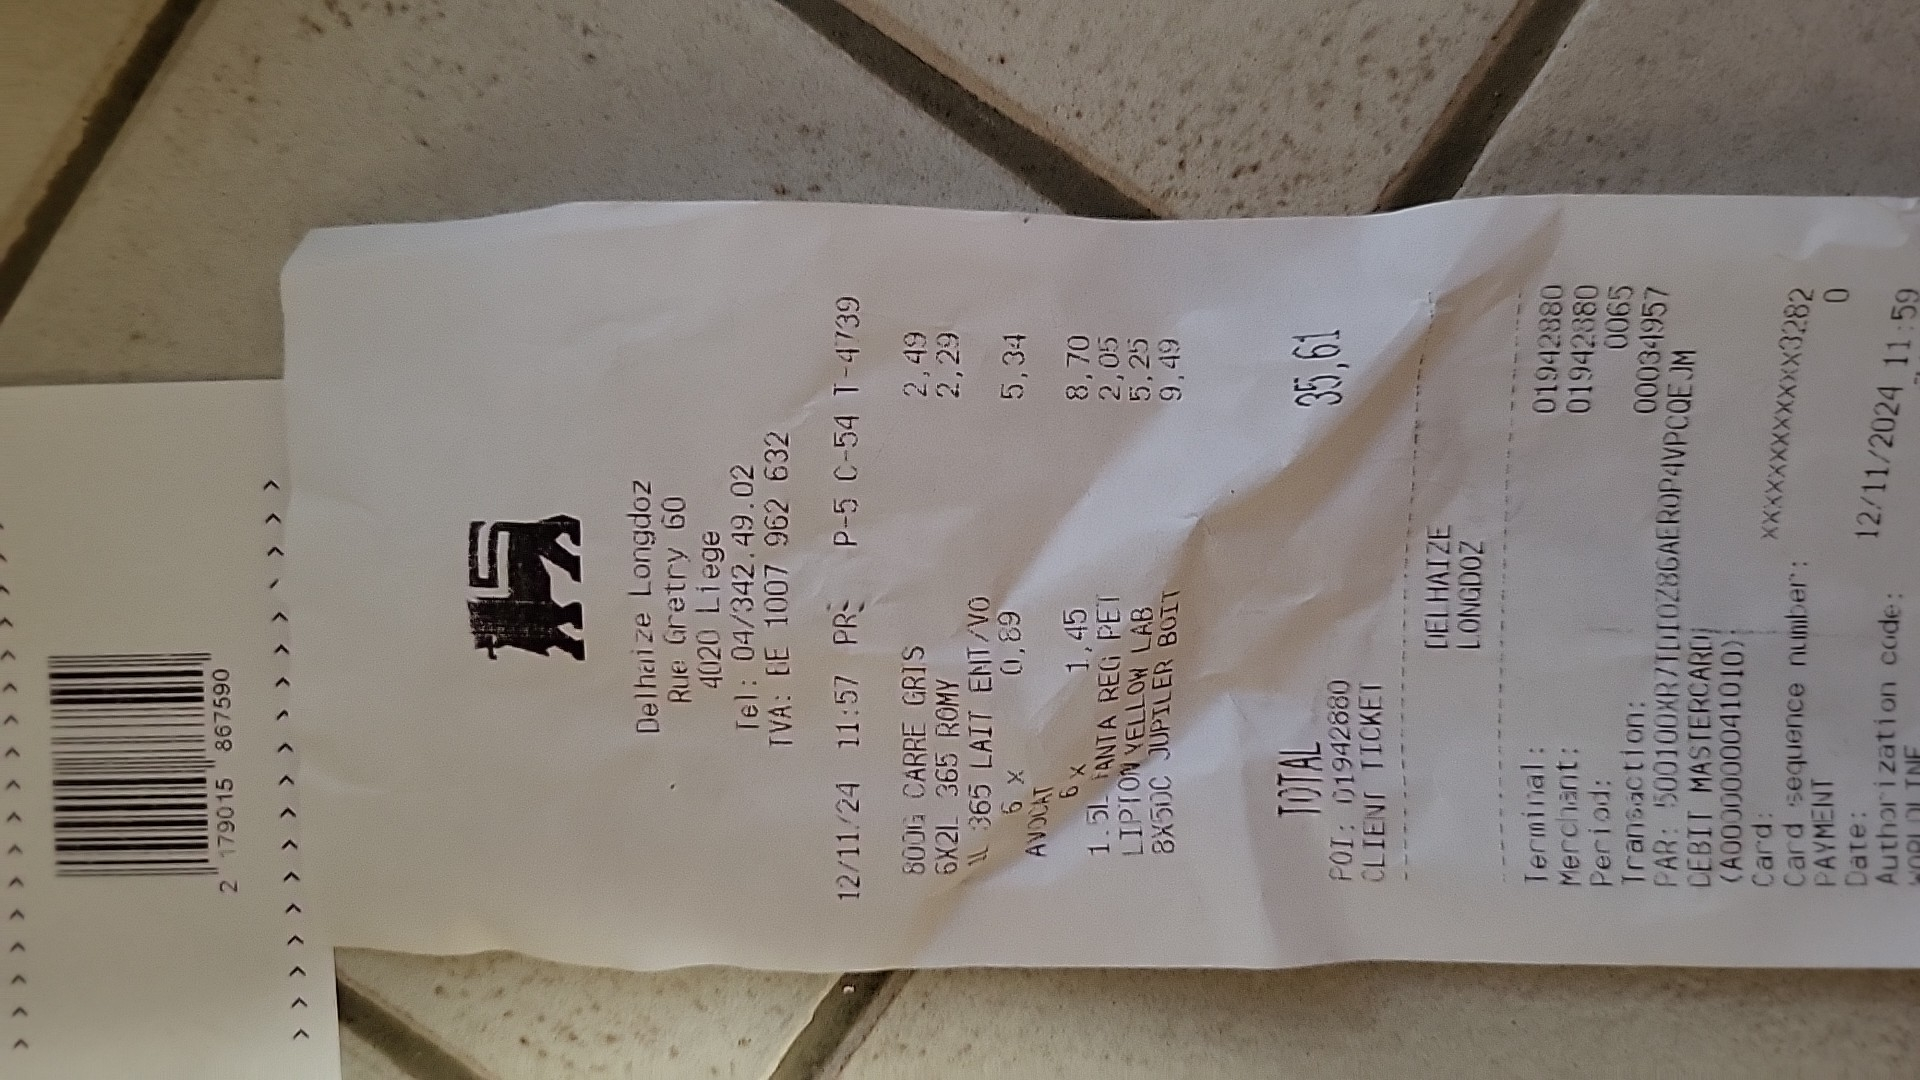 2 179015 867590
Delhaize Longdoz
Rue Gretry 60
4020 Liege
Tel: 04/342.49.02
TVA: BE 1007 962 632
12/11/24 11:57 PR: P-5 C-54 T-4739
800G CARRE GRIS 2,49
6X2L 365 ROMY 2,29
1L 365 LAIT ENT/VO
6 x 0,89 5,34
AVOCAT
6 x 1,45 8,70
1.5L FANTA REG PET 2,05
LIPTON YELLOW LAB 5,25
8X50C JUPILER BOIT 9,49
TOTAL 35,61
POI: 01942880
CLIENT TICKET
DELHAIZE
LONGDOZ
Terminal: 01942880
Merchant: 01942880
Period: 0065
Transaction: 00034957
PAR:
DEBIT MASTERCARD
(A0000000041010)
Card: xxxxxxxxxxxxx3282
Card sequence number: 0
PAYMENT
Date: 12/11/2024 11:59
Authorization code:
WORLDLINE